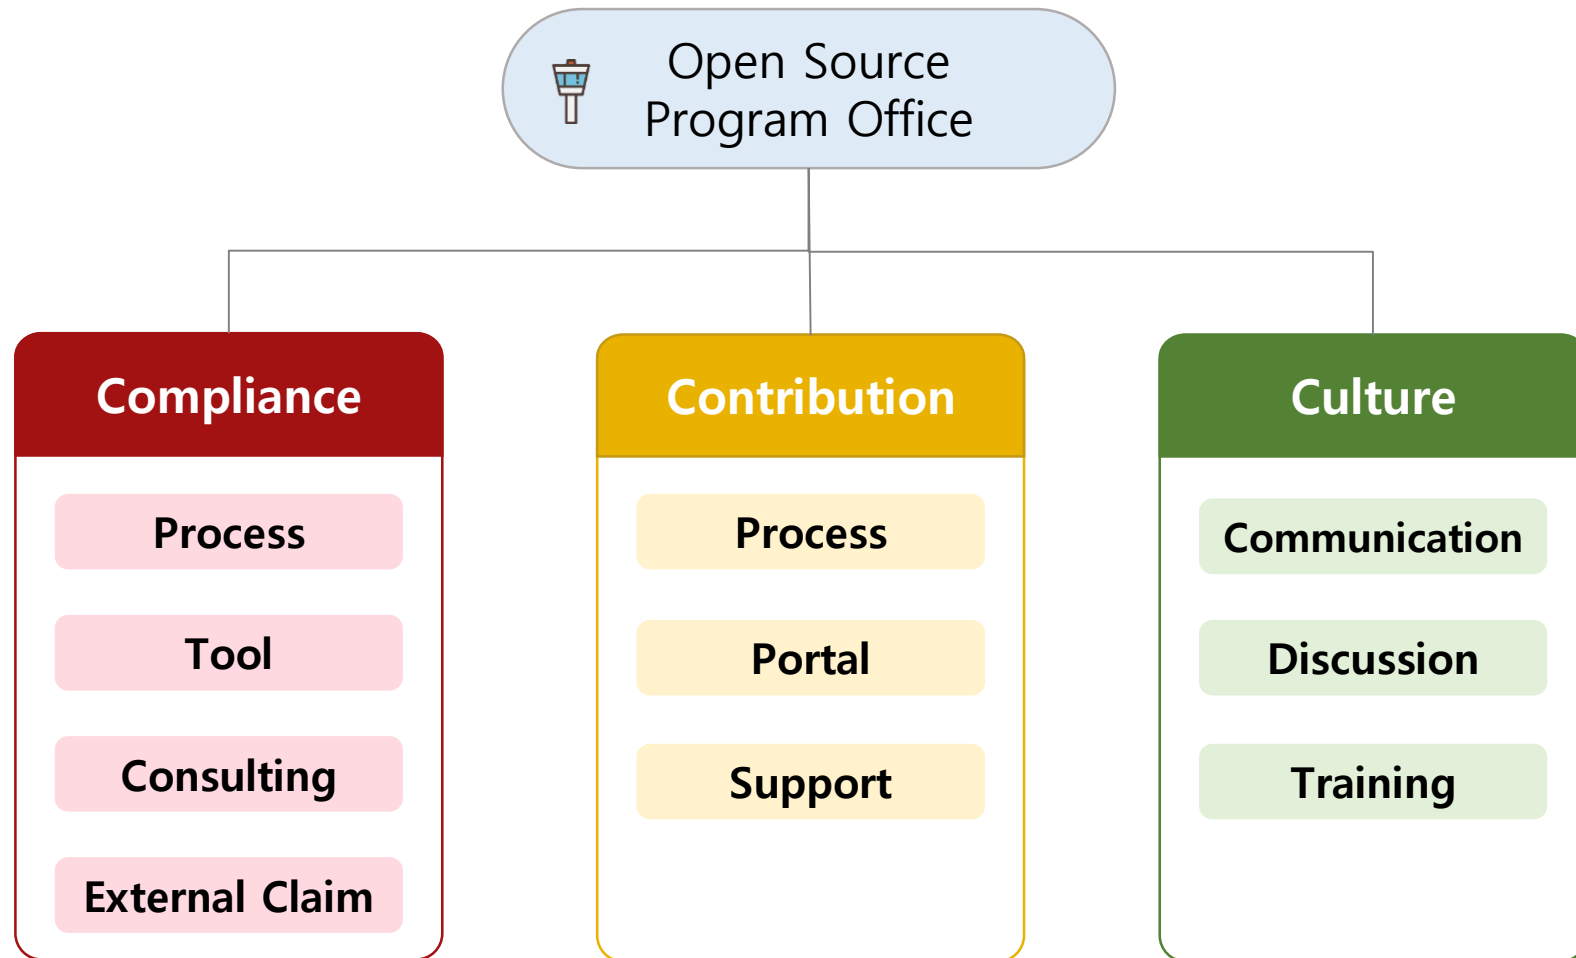 Open Source
Program Office
Compliance
Process
Tool
Consulting
External Claim
Contribution
Process
Portal
Support
Culture
Communication
Discussion
Training